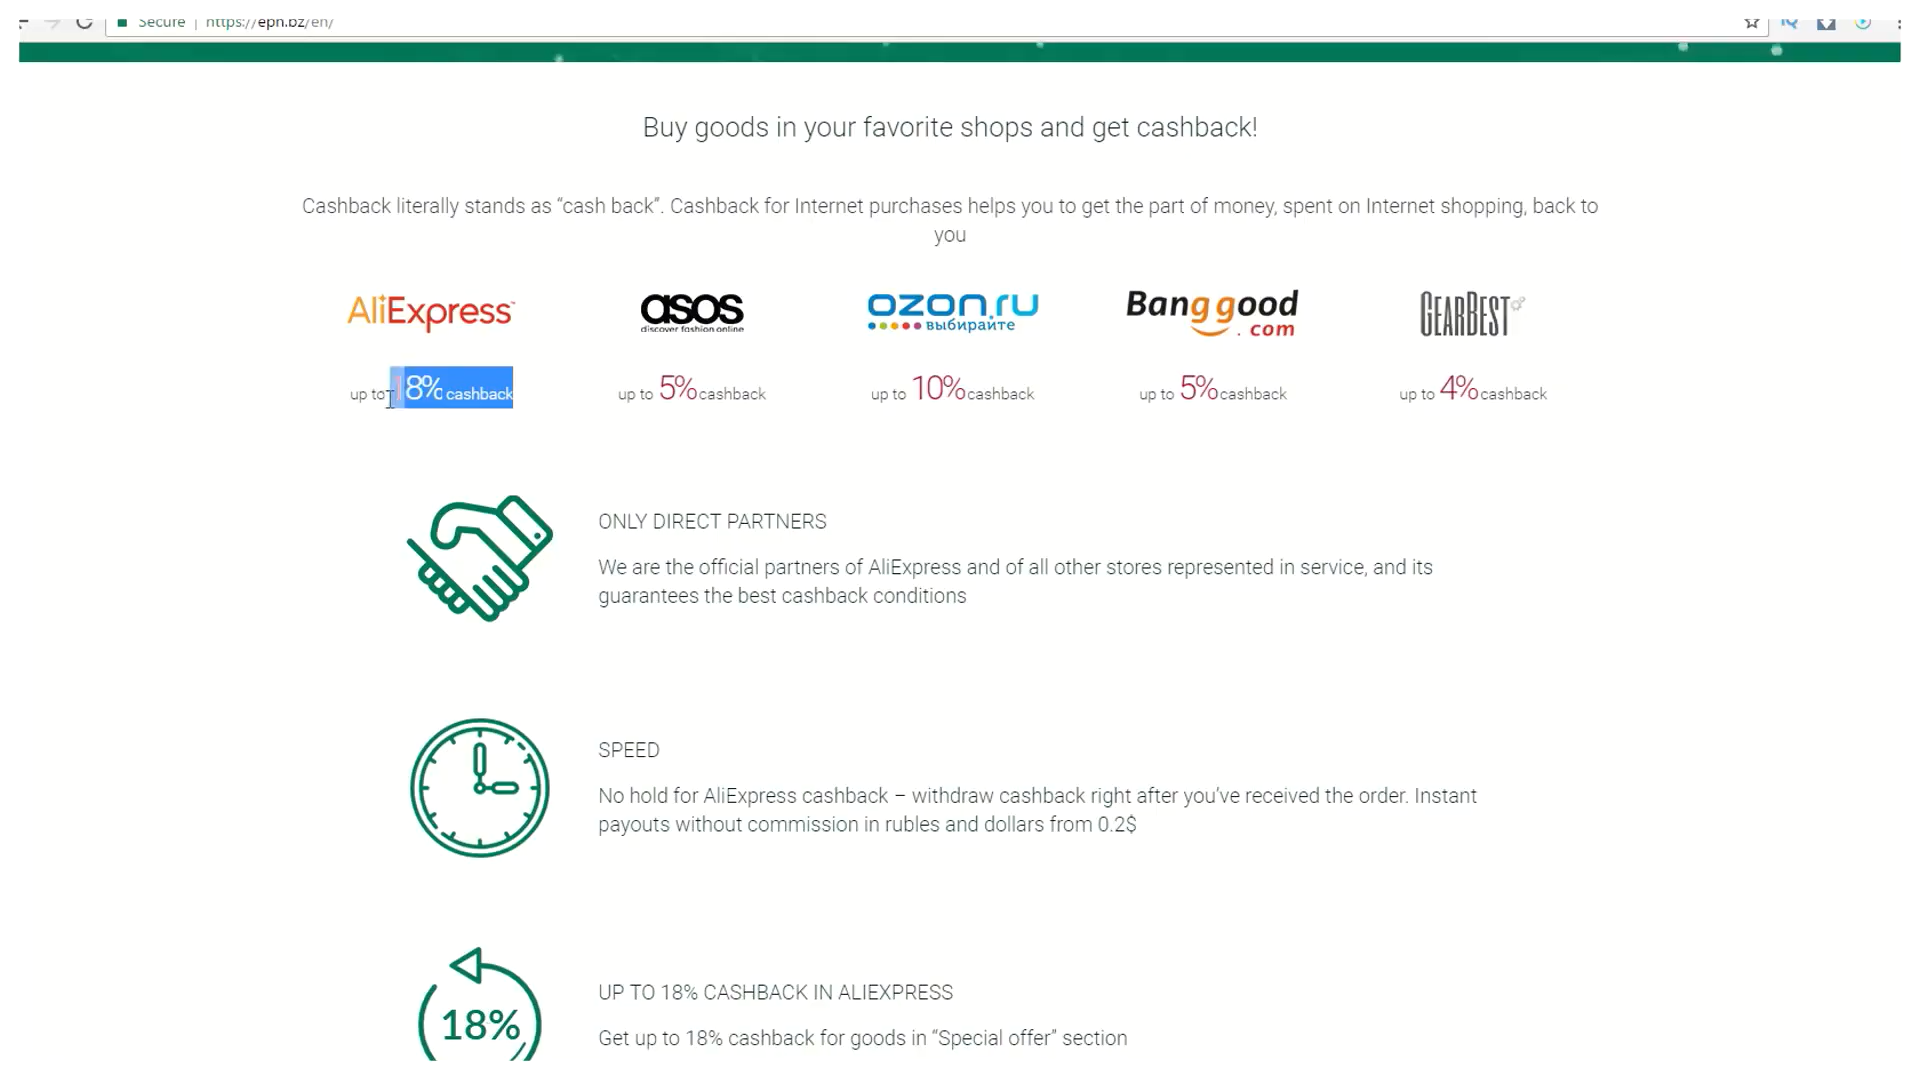 Secure | https://epn.bz/en/
Buy goods in your favorite shops and get cashback!
Cashback literally stands as “cash back”. Cashback for Internet purchases helps you to get the part of money, spent on Internet shopping, back to
you
AliExpress asos ozon.ru Banggood GEARBEST
discover fashion online выбирайте .com
up to 18% cashback up to 5% cashback up to 10% cashback up to 5% cashback up to 4% cashback
ONLY DIRECT PARTNERS
We are the official partners of AliExpress and of all other stores represented in service, and its
guarantees the best cashback conditions
SPEED
No hold for AliExpress cashback – withdraw cashback right after you’ve received the order. Instant
payouts without commission in rubles and dollars from 0.2$
UP TO 18% CASHBACK IN ALIEXPRESS
18%
Get up to 18% cashback for goods in “Special offer” section